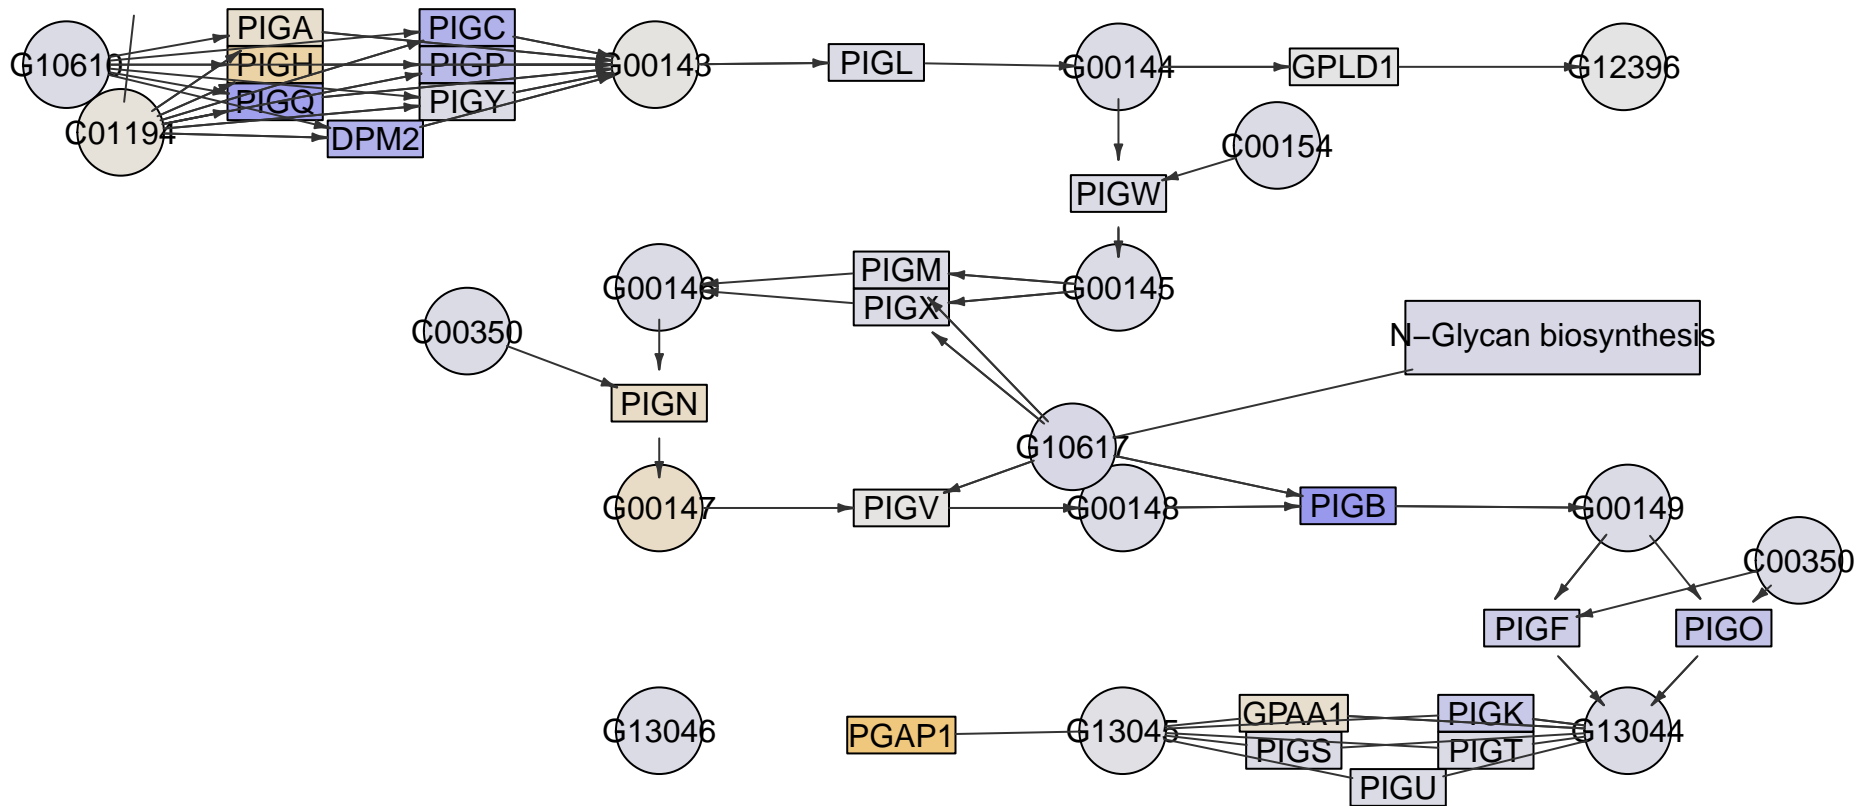 PIGA
PIGC
G10610
PIGH
PIGP
G00143
PIGL
G00144
GPLD1
G12396
PIGQ
PIGY
C01194
DPM2
C00154
PIGW
PIGM
G00146
G00145
PIGX
C00350
N−Glycan biosynthesis
PIGN
G10617
G00147
PIGV
G00148
PIGB
G00149
C00350
PIGF
PIGO
GPAA1
PIGK
G13046
PGAP1
G13045
G13044
PIGS
PIGT
PIGU